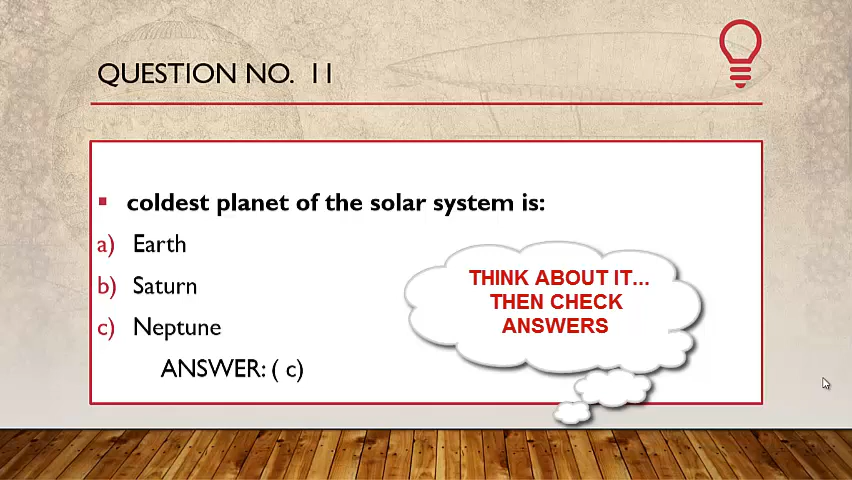 QUESTION NO. 11
coldest planet of the solar system is:
a) Earth
b) Saturn
c) Neptune
ANSWER: ( c)
THINK ABOUT IT...
THEN CHECK
ANSWERS